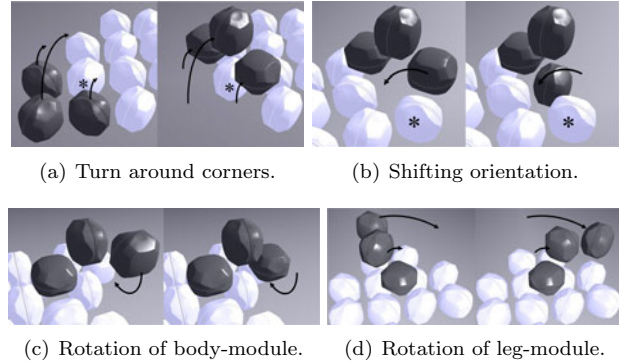 *
*
*
*
(a) Turn around corners.
(b) Shifting orientation.
(c) Rotation of body-module.
(d) Rotation of leg-module.